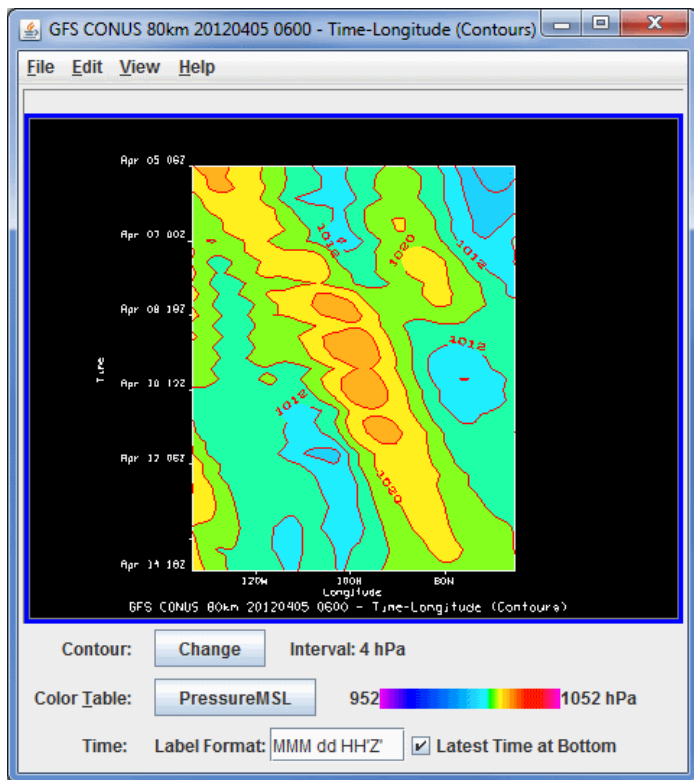 GFS CONUS 80km 20120405 0600 - Time-Longitude (Contours)
File Edit View Help
Apr 05 06Z
Apr 07 00Z
1012 1020 1012
Apr 08 18Z
1012
Time
Apr 10 12Z
1012
Apr 12 06Z
1020
Apr 14 18Z
120W 100W 80W
Longitude
GFS CONUS 80km 20120405 0600 - Time-Longitude (Contours)
Contour: Change Interval: 4 hPa
Color Table: PressureMSL 952 1052 hPa
Time: Label Format: MMM dd HH'Z' Latest Time at Bottom